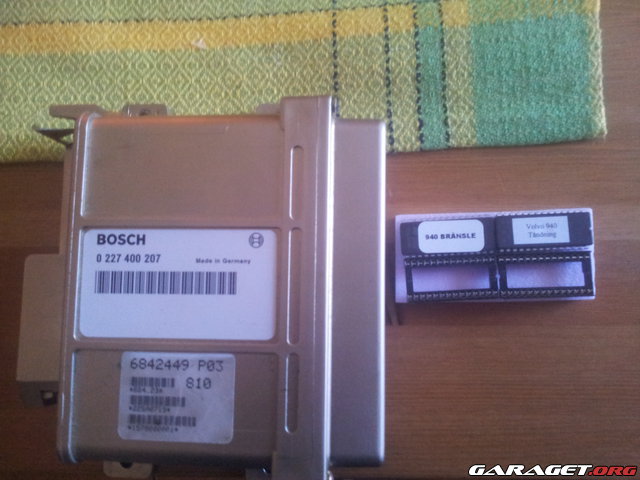 BOSCH
0 227 400 207
Made in Germany
6842449 P03
810
940 BRÄNSLE
Volvo 940
Tändning
GARAGET.ORG